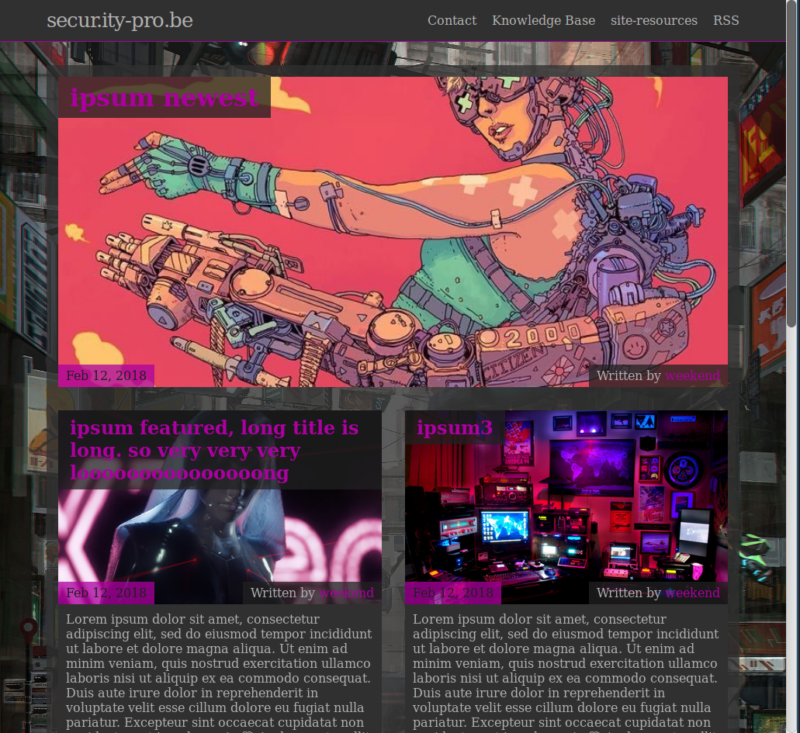 secur.ity-pro.be
Contact Knowledge Base site-resources RSS
ipsum newest
2000
CITIZEN
Feb 12, 2018
Written by weekend
ipsum featured, long title is
long. so very very very
loooooooooooooooong
Feb 12, 2018
Written by weekend
Lorem ipsum dolor sit amet, consectetur
adipiscing elit, sed do eiusmod tempor incididunt
ut labore et dolore magna aliqua. Ut enim ad
minim veniam, quis nostrud exercitation ullamco
laboris nisi ut aliquip ex ea commodo consequat.
Duis aute irure dolor in reprehenderit in
voluptate velit esse cillum dolore eu fugiat nulla
pariatur. Excepteur sint occaecat cupidatat non
ipsum3
Feb 12, 2018
Written by weekend
Lorem ipsum dolor sit amet, consectetur
adipiscing elit, sed do eiusmod tempor incididunt
ut labore et dolore magna aliqua. Ut enim ad
minim veniam, quis nostrud exercitation ullamco
laboris nisi ut aliquip ex ea commodo consequat.
Duis aute irure dolor in reprehenderit in
voluptate velit esse cillum dolore eu fugiat nulla
pariatur. Excepteur sint occaecat cupidatat non